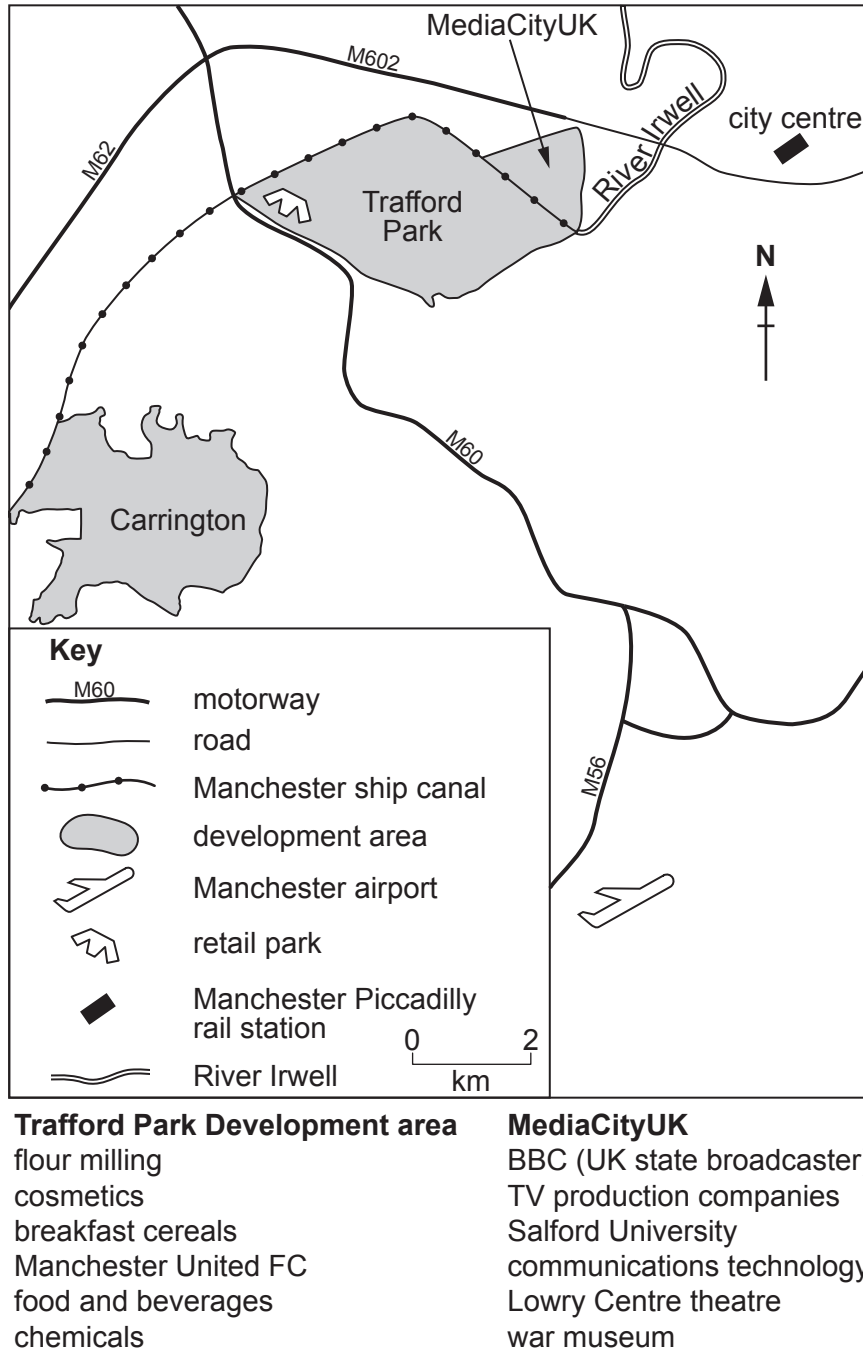 MediaCityUK
M602
River Irwell
city centre
M62
Trafford
Park
N
M60
Carrington
M56
Key
M60
motorway
road
Manchester ship canal
development area
Manchester airport
retail park
Manchester Piccadilly
rail station
River Irwell
0 2
km
Trafford Park Development area
flour milling
cosmetics
breakfast cereals
Manchester United FC
food and beverages
chemicals
MediaCityUK
BBC (UK state broadcaster
TV production companies
Salford University
communications technology
Lowry Centre theatre
war museum